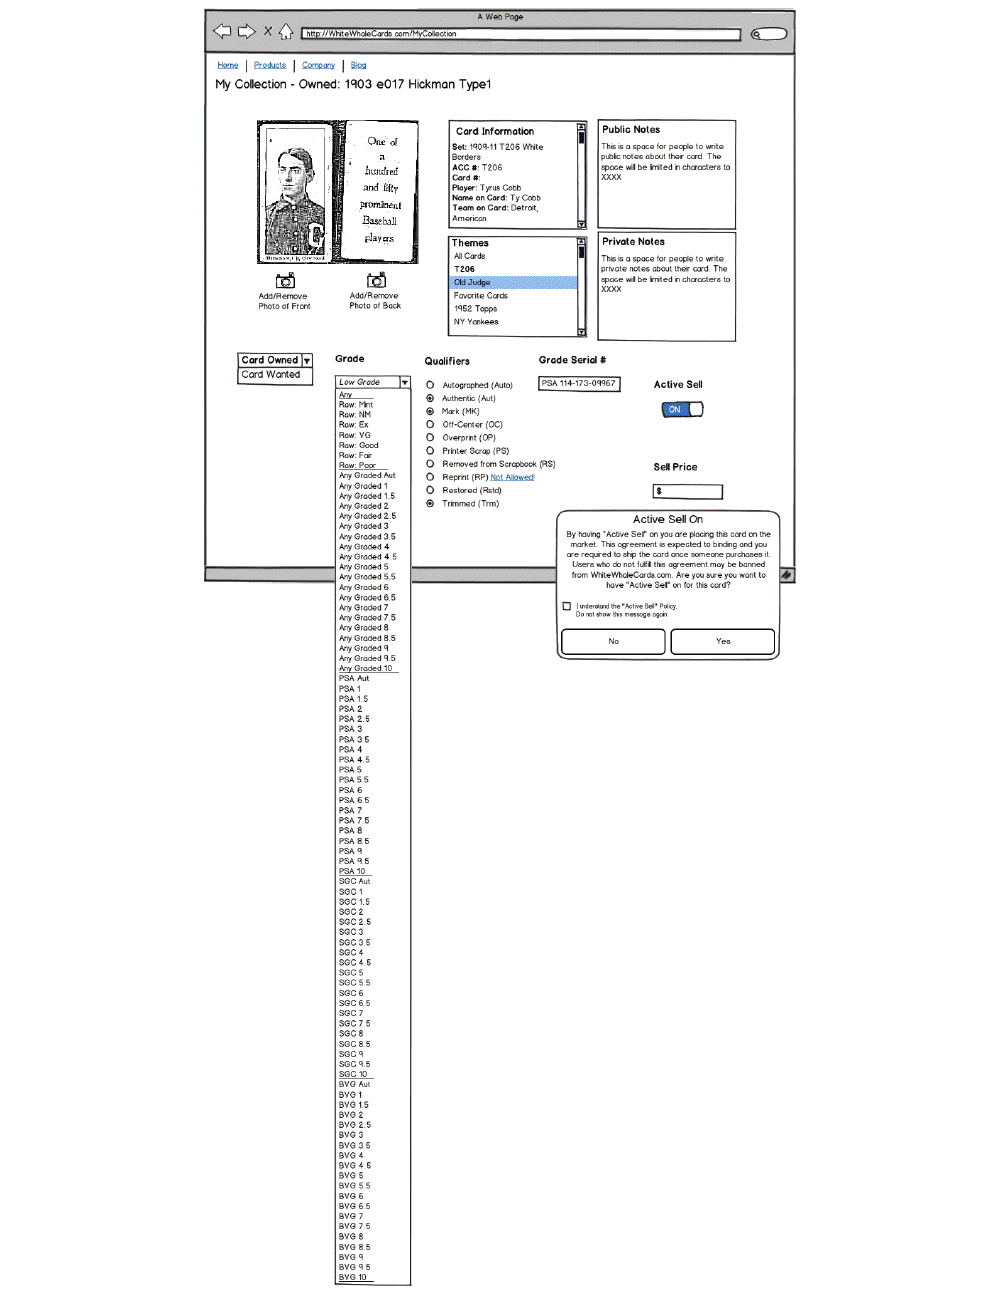 A Web Page
http://WhiteWhaleCards.com/MyCollection
Home | Products | Company | Blog
My Collection - Owned: 1903 e017 Hickman Type1
One of
a
hundred
and fifty
prominent
Baseball
players
Add/Remove
Photo of Front
Add/Remove
Photo of Back
Card Information
Set: 1909-11 T206 White
Borders
ACC #: T206
Card #:
Player: Tyrus Cobb
Name on Card: Ty Cobb
Team on Card: Detroit,
American
Public Notes
This is a space for people to write
public notes about their card. The
space will be limited in characters to
XXXX
Themes
All Cards
T206
Old Judge
Favorite Cards
1952 Topps
NY Yankees
Private Notes
This is a space for people to write
private notes about their card. The
space will be limited in characters to
XXXX
Card Owned
Card Wanted
Grade
Low Grade
Any
Raw: Mint
Raw: NM
Raw: Ex
Raw: VG
Raw: Good
Raw: Fair
Raw: Poor
Any Graded Aut
Any Graded 1
Any Graded 1.5
Any Graded 2
Any Graded 2.5
Any Graded 3
Any Graded 3.5
Any Graded 4
Any Graded 4.5
Any Graded 5
Any Graded 5.5
Any Graded 6
Any Graded 6.5
Any Graded 7
Any Graded 7.5
Any Graded 8
Any Graded 8.5
Any Graded 9
Any Graded 9.5
Any Graded 10
PSA Aut
PSA 1
PSA 1.5
PSA 2
PSA 2.5
PSA 3
PSA 3.5
PSA 4
PSA 4.5
PSA 5
PSA 5.5
PSA 6
PSA 6.5
PSA 7
PSA 7.5
PSA 8
PSA 8.5
PSA 9
PSA 9.5
PSA 10
SGC Aut
SGC 1
SGC 1.5
SGC 2
SGC 2.5
SGC 3
SGC 3.5
SGC 4
SGC 4.5
SGC 5
SGC 5.5
SGC 6
SGC 6.5
SGC 7
SGC 7.5
SGC 8
SGC 8.5
SGC 9
SGC 9.5
SGC 10
BVG Aut
BVG 1
BVG 1.5
BVG 2
BVG 2.5
BVG 3
BVG 3.5
BVG 4
BVG 4.5
BVG 5
BVG 5.5
BVG 6
BVG 6.5
BVG 7
BVG 7.5
BVG 8
BVG 8.5
BVG 9
BVG 9.5
BVG 10
Qualifiers
Autographed (Auto)
Authentic (Aut)
Mark (MK)
Off-Center (OC)
Overprint (OP)
Printer Scrap (PS)
Removed from Scrapbook (RS)
Reprint (RP) Not Allowed!
Restored (Rstd)
Trimmed (Trm)
Grade Serial #
PSA 114-173-09967
Active Sell
ON
Sell Price
$
Active Sell On
By having "Active Sell" on you are placing this card on the
market. This agreement is expected to binding and you
are required to ship the card once someone purchases it.
Users who do not fulfill this agreement may be banned
from WhiteWhaleCards.com. Are you sure you want to
have "Active Sell" on for this card?
I understand the "Active Sell" Policy.
Do not show this message again
No
Yes